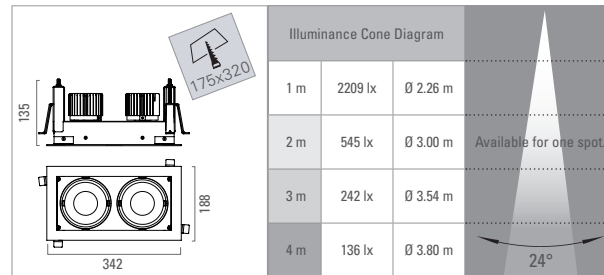 175x320
135
188
342
Illuminance Cone Diagram
1 m 2209 lx Ø 2.26 m
2 m 545 lx Ø 3.00 m
3 m 242 lx Ø 3.54 m
4 m 136 lx Ø 3.80 m
Available for one spot.
24°